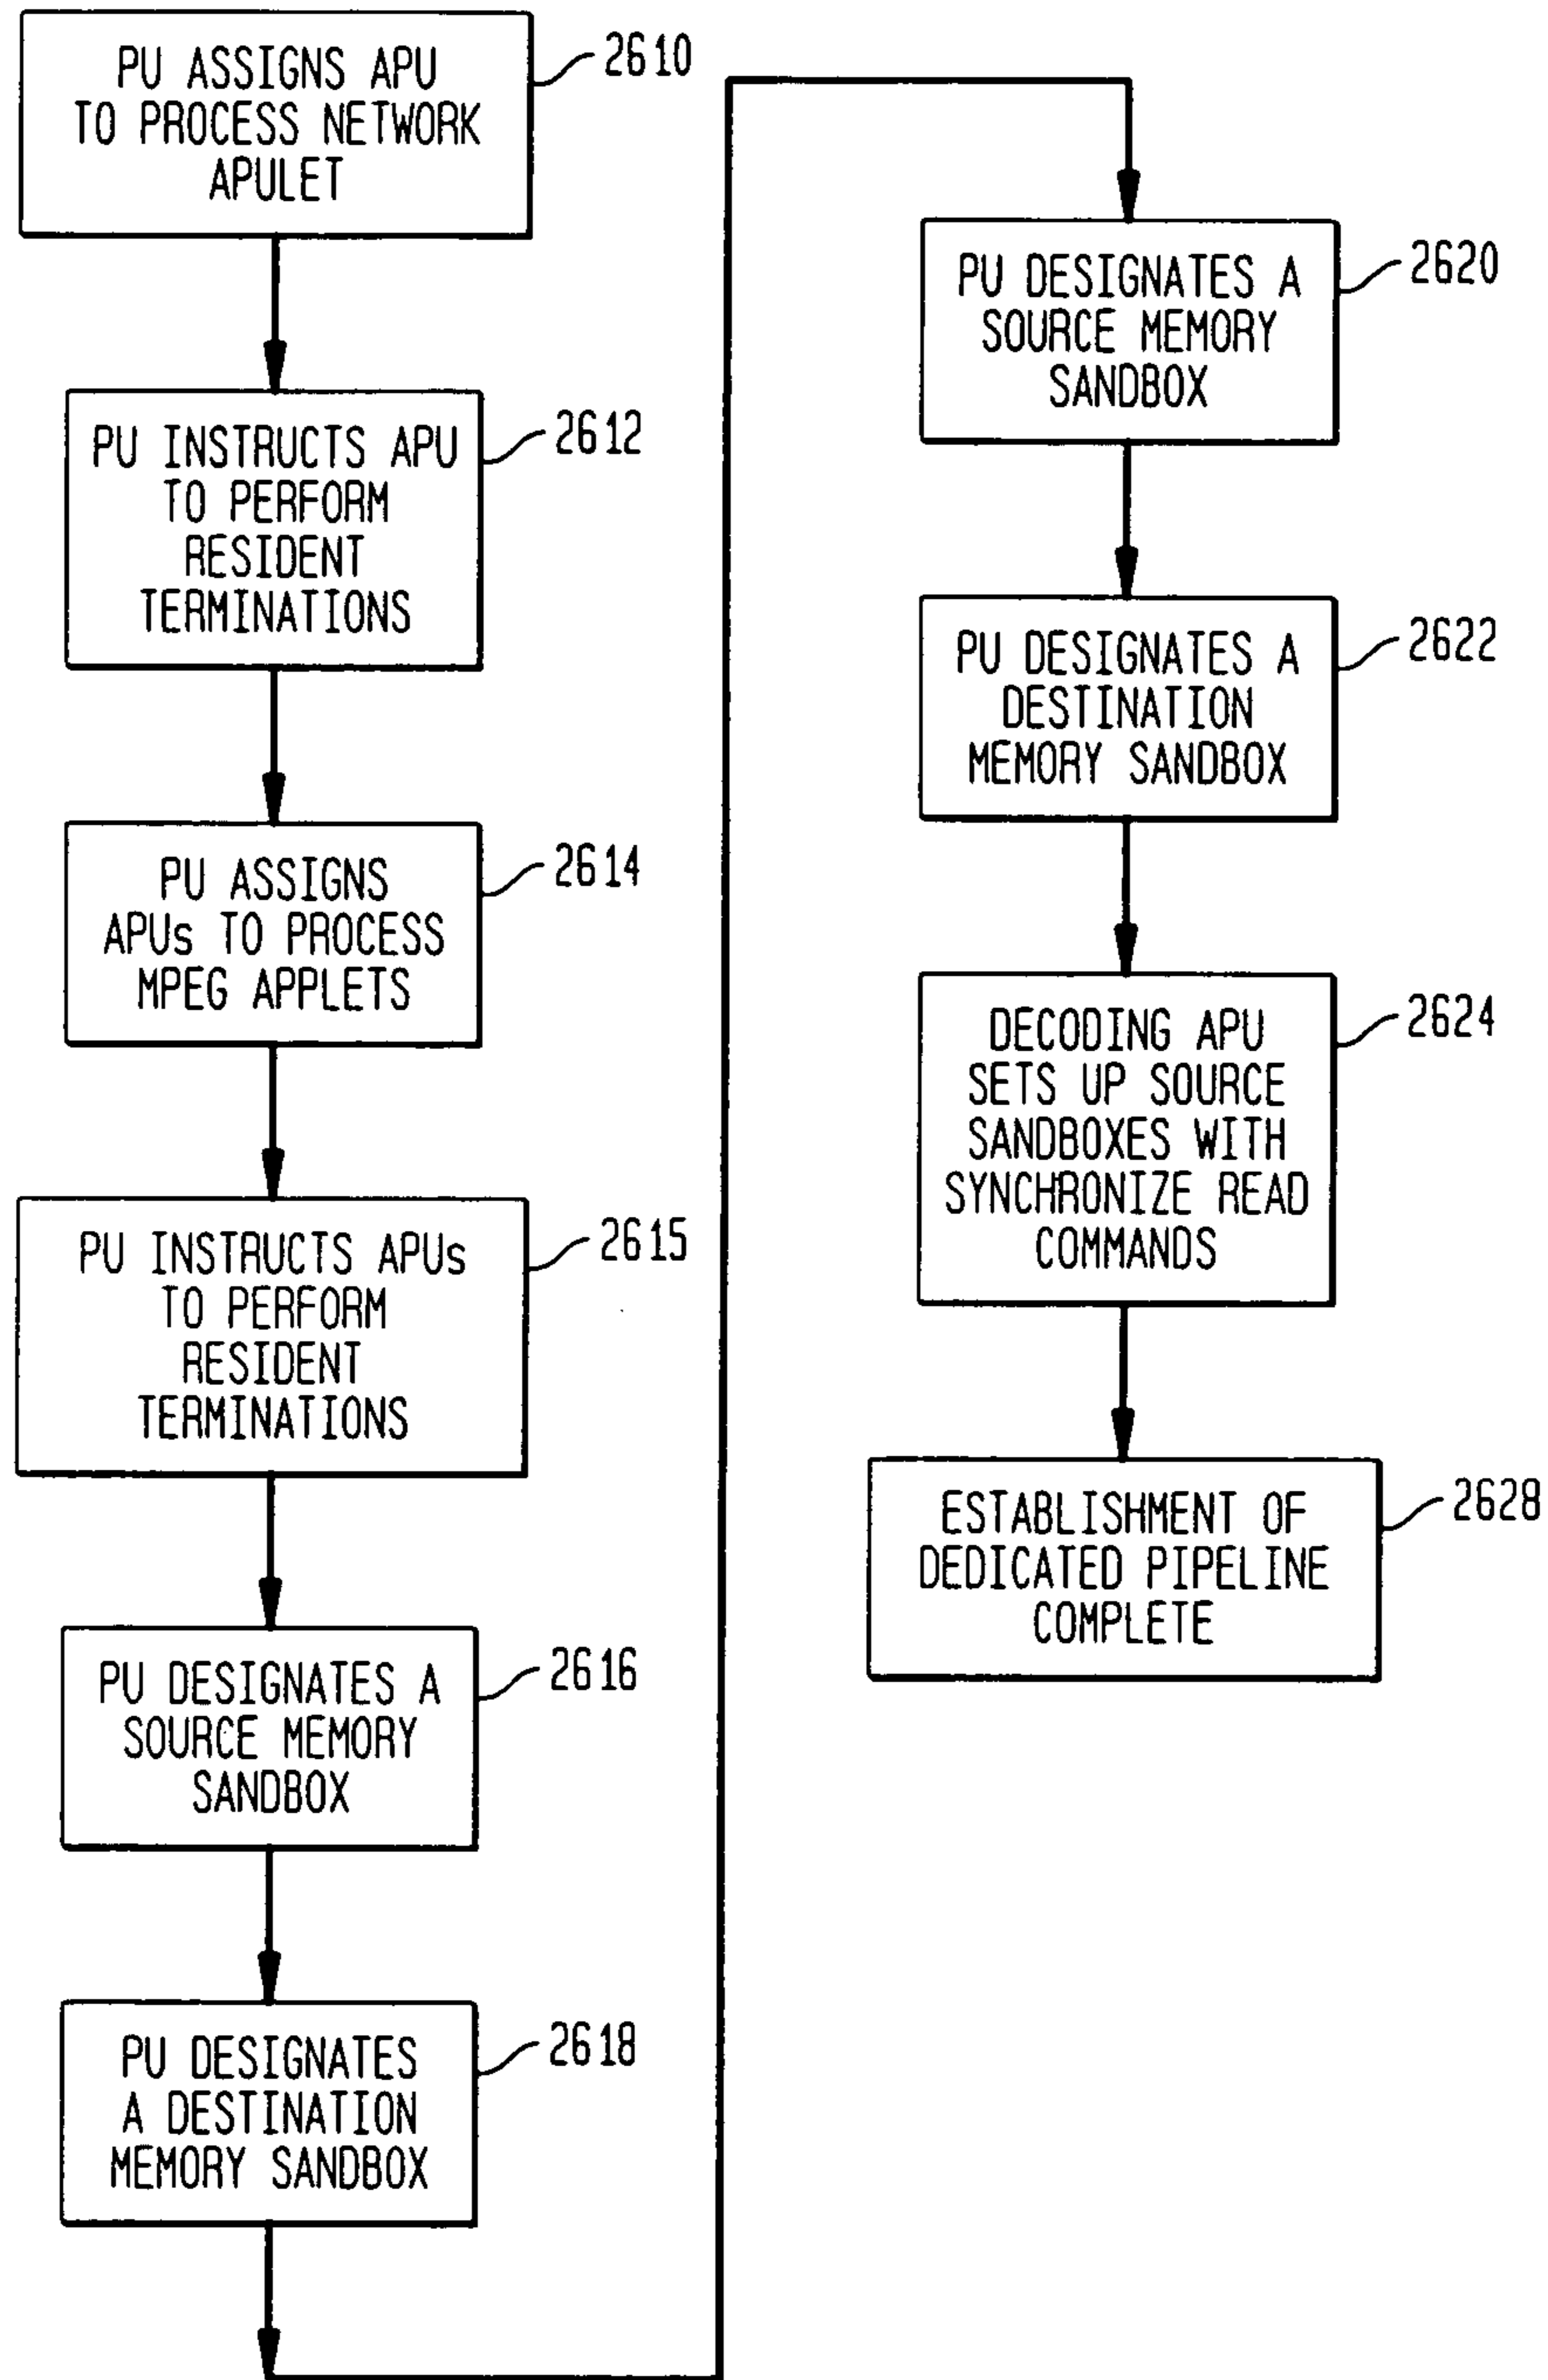 PU ASSIGNS APU
TO PROCESS NETWORK
APULET
2610
PU INSTRUCTS APU
TO PERFORM
RESIDENT
TERMINATIONS
2612
PU ASSIGNS
APUs TO PROCESS
MPEG APPLETS
2614
PU INSTRUCTS APUs
TO PERFORM
RESIDENT
TERMINATIONS
2615
PU DESIGNATES A
SOURCE MEMORY
SANDBOX
2616
PU DESIGNATES
A DESTINATION
MEMORY SANDBOX
2618
PU DESIGNATES A
SOURCE MEMORY
SANDBOX
2620
PU DESIGNATES A
DESTINATION
MEMORY SANDBOX
2622
DECODING APU
SETS UP SOURCE
SANDBOXES WITH
SYNCHRONIZE READ
COMMANDS
2624
ESTABLISHMENT OF
DEDICATED PIPELINE
COMPLETE
2628